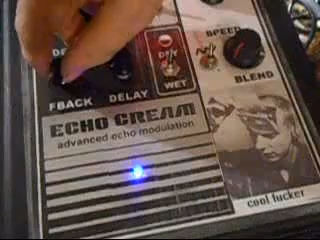 SPEED
DRY
WET
BLEND
FBACK DELAY
ECHO CREAM
advanced echo modulation
cool fucker